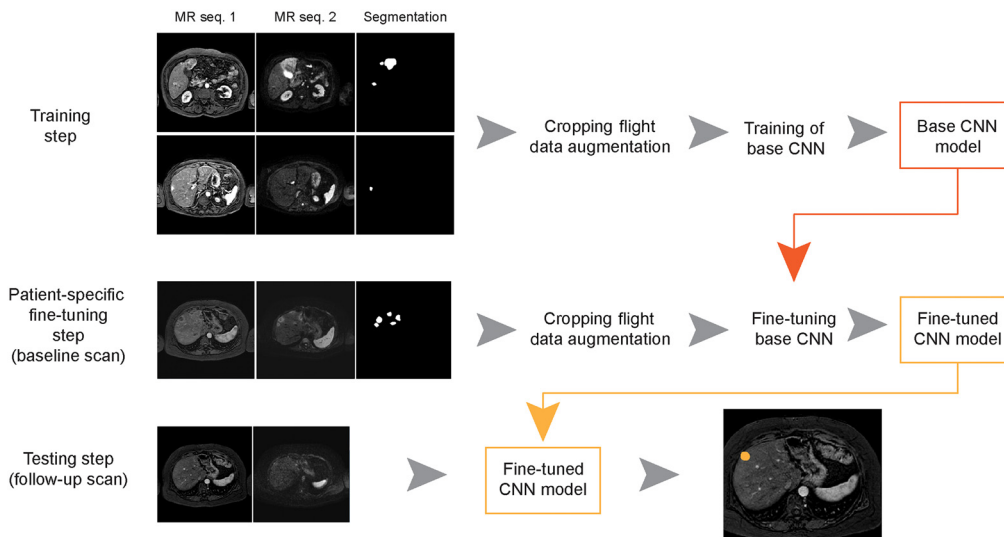 MR seq. 1 MR seq. 2 Segmentation
Training
step
Cropping flight
data augmentation
Training of
base CNN
Base CNN
model
Patient-specific
fine-tuning
step
(baseline scan)
Cropping flight
data augmentation
Fine-tuning
base CNN
Fine-tuned
CNN model
Testing step
(follow-up scan)
Fine-tuned
CNN model